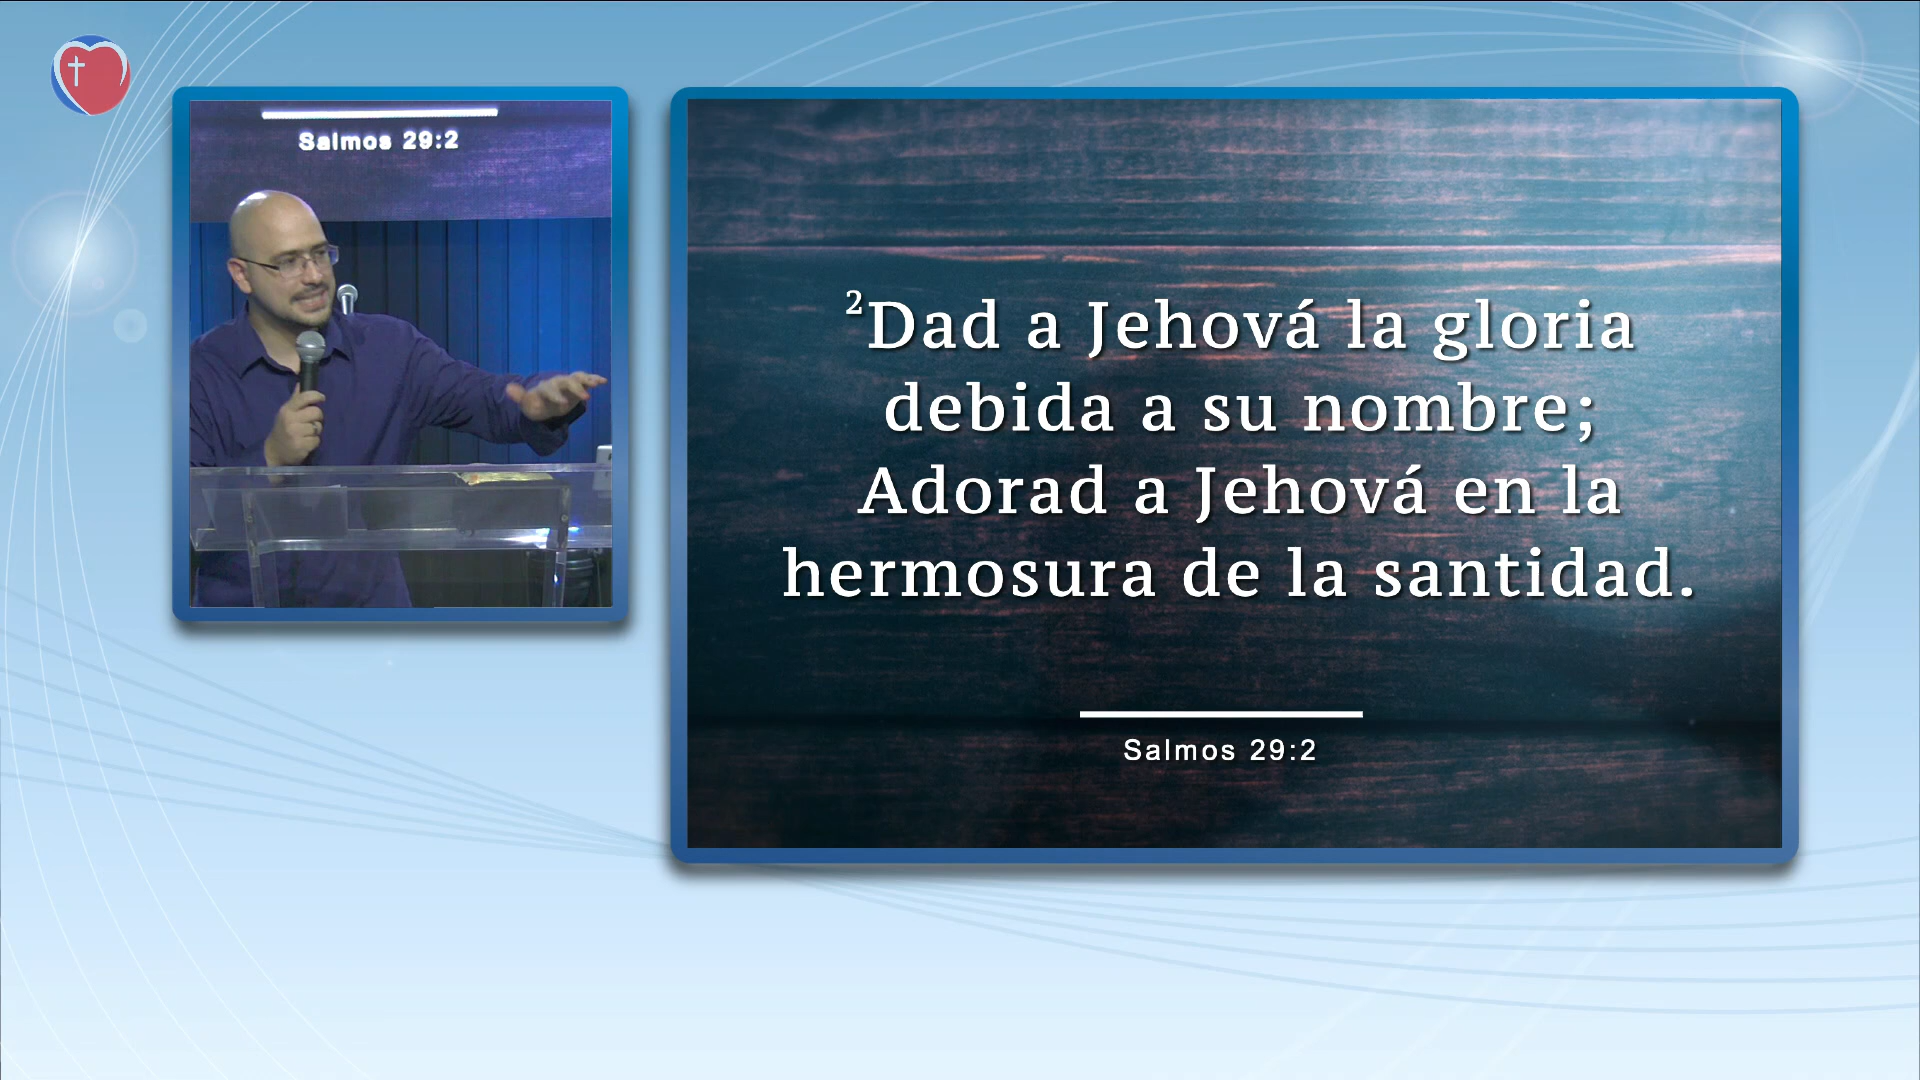 Salmos 29:2
²Dad a Jehová la gloria
debida a su nombre;
Adorad a Jehová en la
hermosura de la santidad.
Salmos 29:2